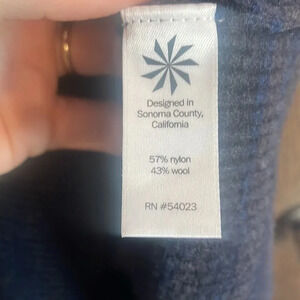 Designed in
Sonoma County,
California
57% nylon
43% wool
RN #54023